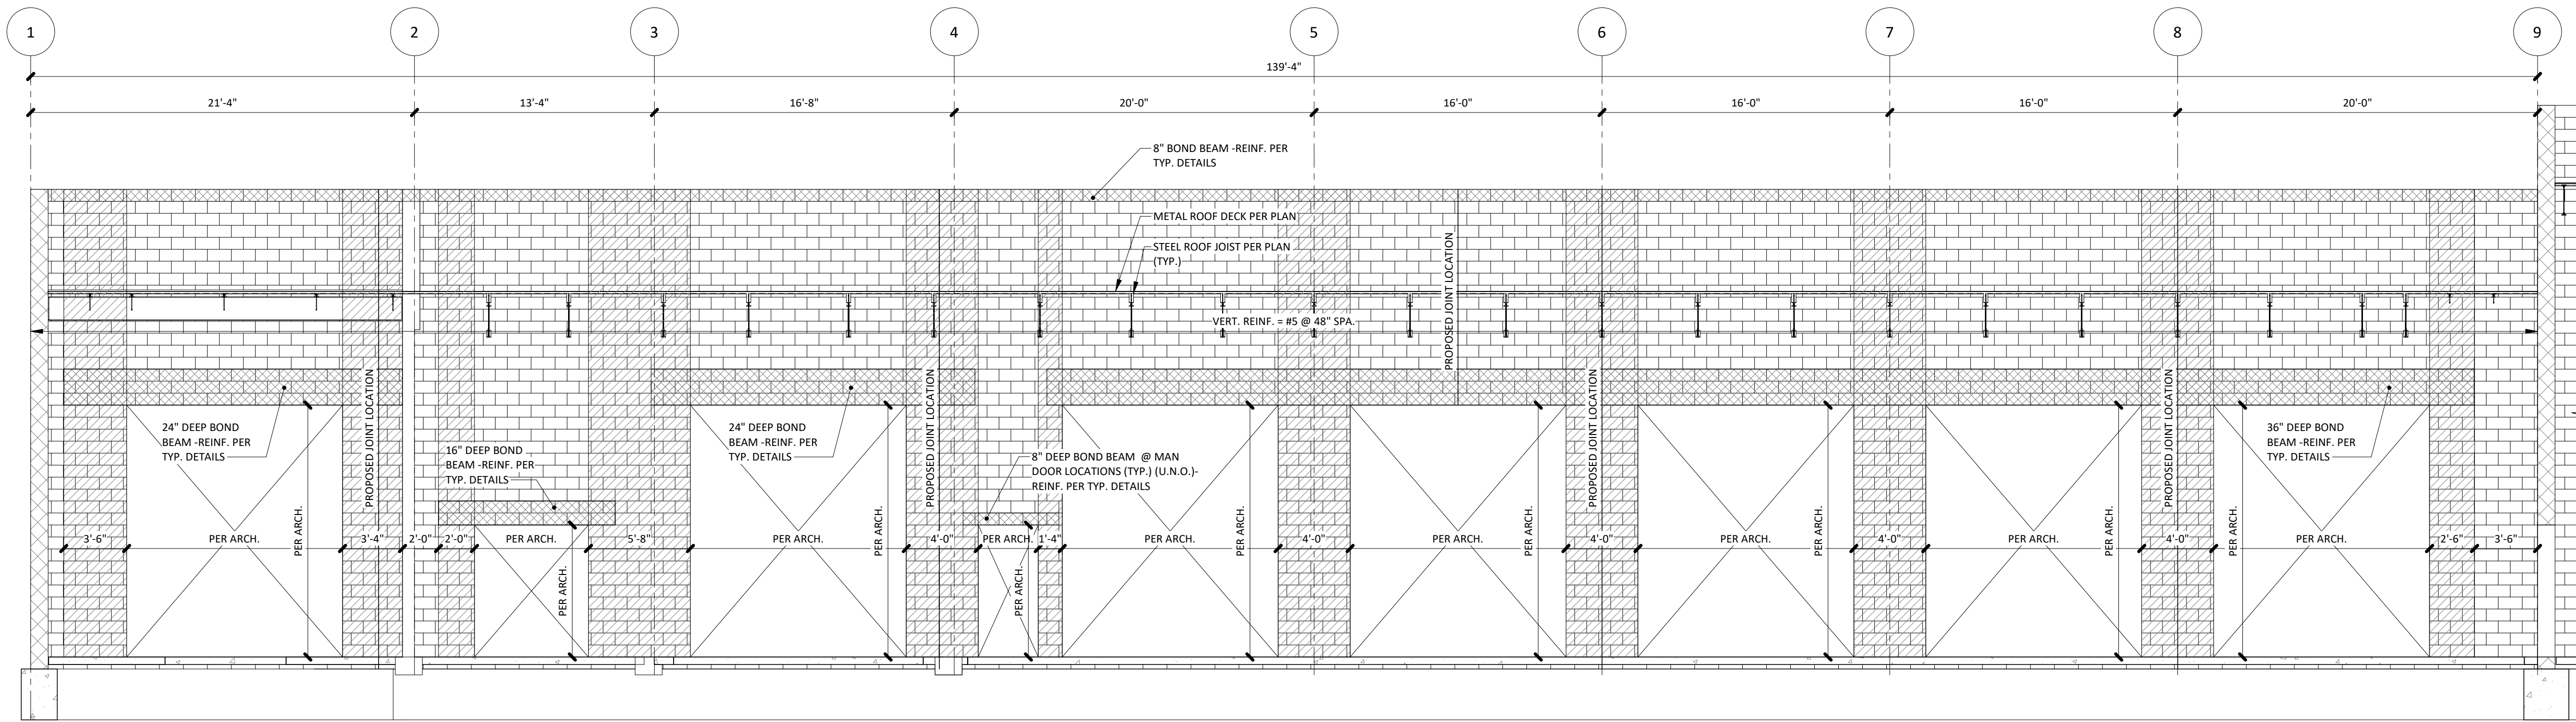 1 2 3 4 5 6 7 8 9
139'-4"
21'-4" 13'-4" 16'-8" 20'-0" 16'-0" 16'-0" 16'-0" 20'-0"
8" BOND BEAM -REINF. PER
TYP. DETAILS
METAL ROOF DECK PER PLAN
STEEL ROOF JOIST PER PLAN
(TYP.)
VERT. REINF. = #5 @ 48" SPA.
PROPOSED JOINT LOCATION
PROPOSED JOINT LOCATION
PROPOSED JOINT LOCATION
PROPOSED JOINT LOCATION
PROPOSED JOINT LOCATION
24" DEEP BOND
BEAM -REINF. PER
TYP. DETAILS
16" DEEP BOND
BEAM -REINF. PER
TYP. DETAILS
24" DEEP BOND
BEAM -REINF. PER
TYP. DETAILS
8" DEEP BOND BEAM @ MAN
DOOR LOCATIONS (TYP.) (U.N.O.)-
REINF. PER TYP. DETAILS
36" DEEP BOND
BEAM -REINF. PER
TYP. DETAILS
3'-6" PER ARCH. 3'-4" 2'-0" 2'-0" PER ARCH. 5'-8" PER ARCH. 4'-0" PER ARCH. 1'-4" PER ARCH. 4'-0" PER ARCH. 4'-0" PER ARCH. 4'-0" PER ARCH. 4'-0" PER ARCH. 2'-6" 3'-6"
PER ARCH.
PER ARCH.
PER ARCH.
PER ARCH.
PER ARCH.
PER ARCH.
PER ARCH.
PER ARCH.
PER ARCH.